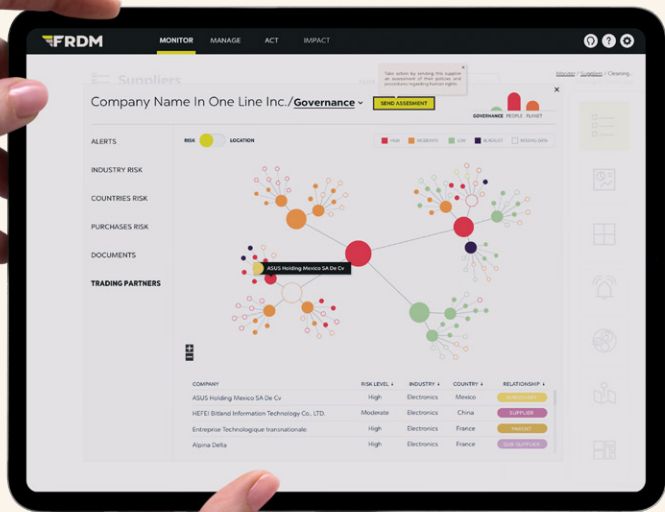 FRDM
MONITOR MANAGE ACT IMPACT
Suppliers
Take action by sending this supplier
an assessment of their policies and
procedures regarding human rights.
Monitor / Suppliers / Cleaning...
Company Name In One Line Inc./Governance
SEND ASSESMENT
GOVERNANCE PEOPLE PLANET
ALERTS
RISK LOCATION
HIGH MODERATE LOW
INDUSTRY RISK
COUNTRIES RISK
PURCHASES RISK
DOCUMENTS
ASUS Holding Mexico SA De Cv
TRADING PARTNERS
COMPANY RISK LEVEL INDUSTRY COUNTRY RELATIONSHIP
ASUS Holding Mexico SA De Cv High Electronics Mexico
HEFEI Bitland Information Technology Co., LTD. Moderate Electronics China SUPPLIER
Entreprise Technologique transnationale High Electronics France PARENT
Alpina Delta High Electronics France SUB-SUPPLIER